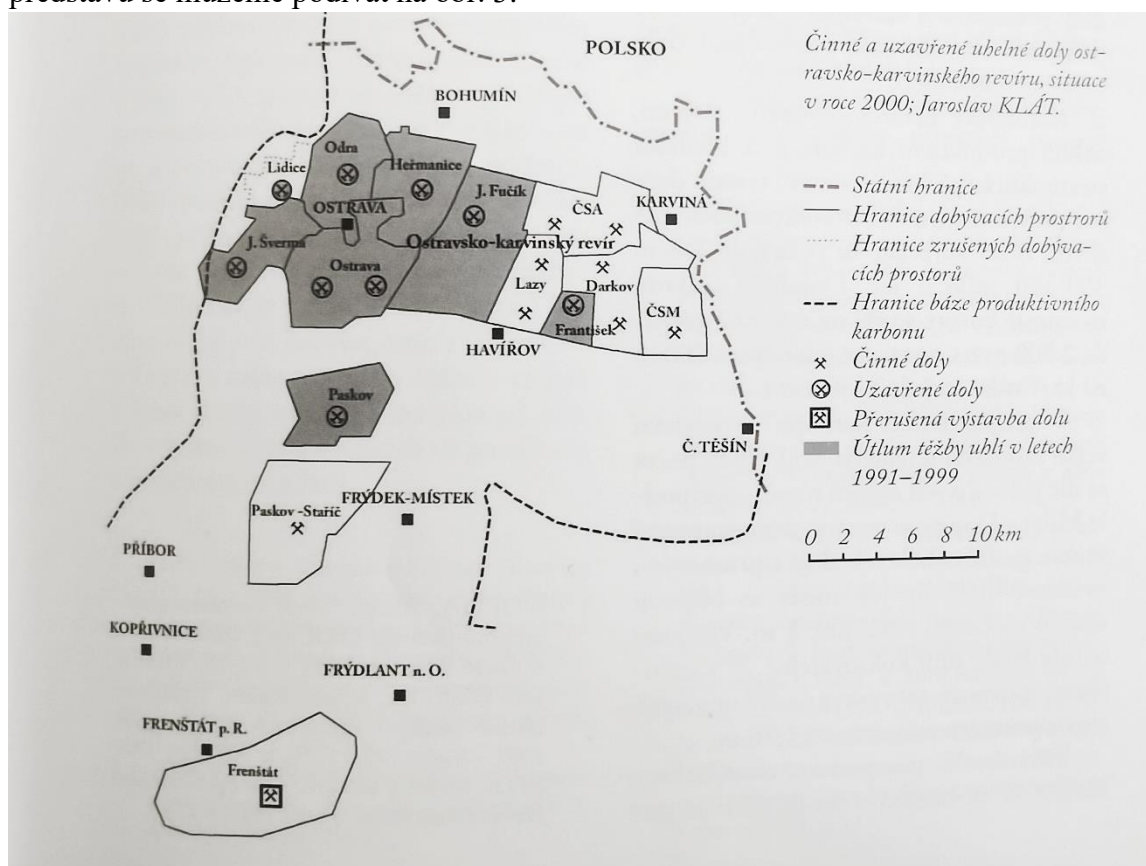 představu se můžeme podívat na obr. 3.
POLSKO
Činné a uzavřené uhelné doly ost-
ravsko-karvinského revíru, situace
v roce 2000; Jaroslav KLÁT.
BOHUMÍN
Odra
Lidice
Heřmanice
J. Fučík
ČSA
KARVINÁ
OSTRAVA
J. Šverma
Ostravsko-karvinský revír
Ostrava
Lazy
Darkov
ČSM
František
HAVÍŘOV
Paskov
Č. TĚŠÍN
Paskov -Staříč
FRÝDEK-MÍSTEK
PŘÍBOR
KOPŘIVNICE
FRÝDLANT n. O.
FRENŠTÁT p. R.
Frenštát
Státní hranice
Hranice dobývacích prostrorů
Hranice zrušených dobýva-
cích prostorů
Hranice báze produktivního
karbonu
Činné doly
Uzavřené doly
Přerušená výstavba dolu
Útlum těžby uhlí v letech
1991–1999
0 2 4 6 8 10 km